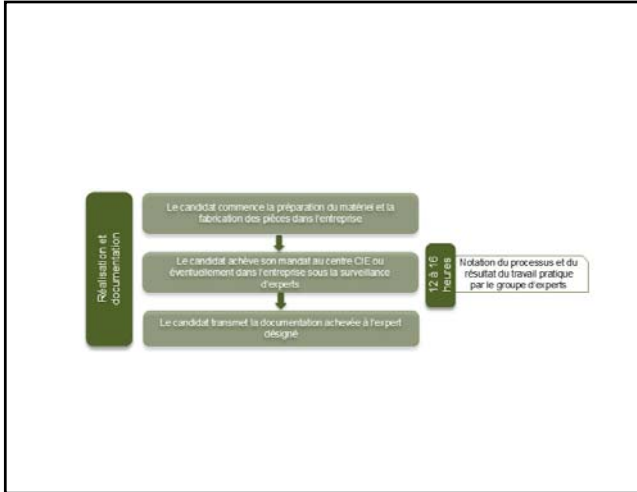 Réalisation et
documentation
Le candidat commence la préparation du matériel et la
fabrication des pièces dans l'entreprise
Le candidat achève son mandat au centre CIE ou
éventuellement dans l'entreprise sous la surveillance
d'experts
12 à 16
heures
Notation du processus et du
résultat du travail pratique
par le groupe d'experts
Le candidat transmet la documentation achevée à l'expert
désigné